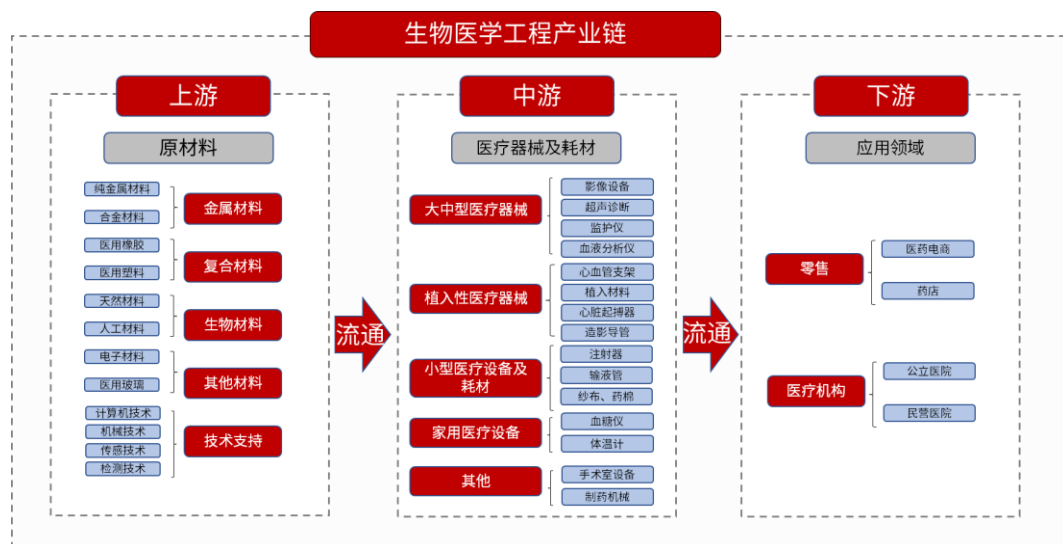 生物医学工程产业链
上游
原材料
纯金属材料
合金材料
金属材料
医用橡胶
医用塑料
复合材料
天然材料
人工材料
生物材料
电子材料
医用玻璃
其他材料
计算机技术
机械技术
传感技术
检测技术
技术支持
流通
中游
医疗器械及耗材
大中型医疗器械
影像设备
超声诊断
监护仪
血液分析仪
植入性医疗器械
心血管支架
植入材料
心脏起搏器
造影导管
小型医疗设备及
耗材
注射器
输液管
纱布、药棉
家用医疗设备
血糖仪
体温计
其他
手术室设备
制药机械
流通
下游
应用领域
零售
医药电商
药店
医疗机构
公立医院
民营医院